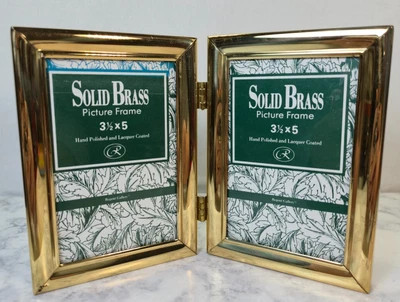 SOLID BRASS
Picture Frame
3½ x 5
Hand Polished and Lacquer Coated
R
SOLID BRASS
Picture Frame
3½ x 5
Hand Polished and Lacquer Coated
R